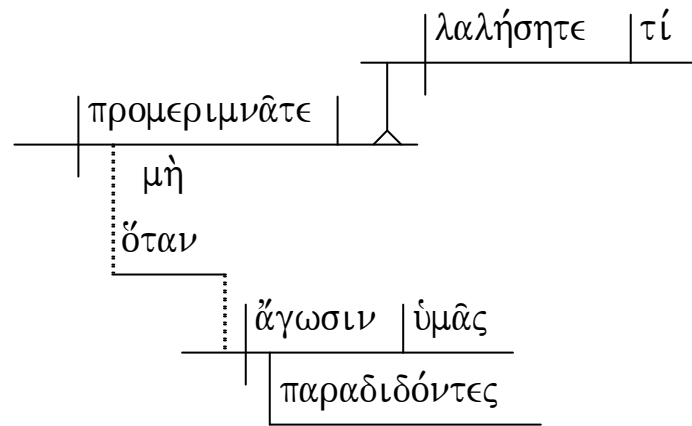 λαλήσητε τί
προμεριμνᾶτε
μὴ
ὅταν
ἄγωσιν ὑμᾶς
παραδιδόντες